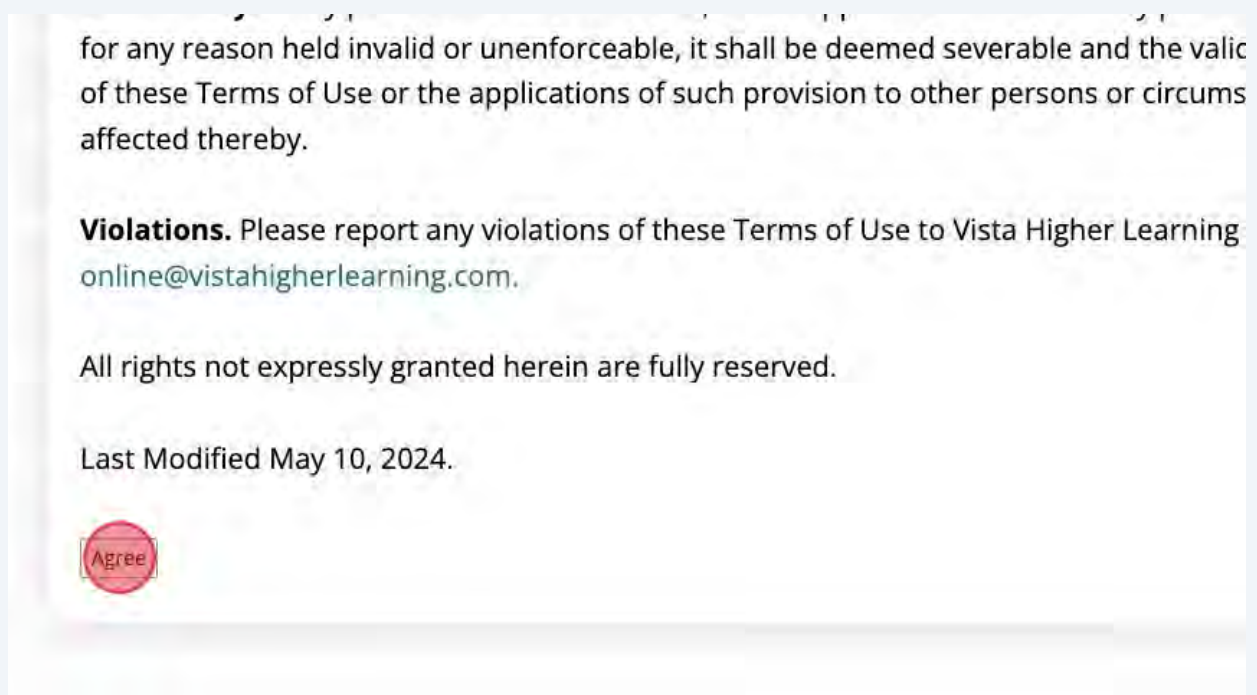 for any reason held invalid or unenforceable, it shall be deemed severable and the valid
of these Terms of Use or the applications of such provision to other persons or circums
affected thereby.
Violations. Please report any violations of these Terms of Use to Vista Higher Learning
online@vistahigherlearning.com.
All rights not expressly granted herein are fully reserved.
Last Modified May 10, 2024.
Agree